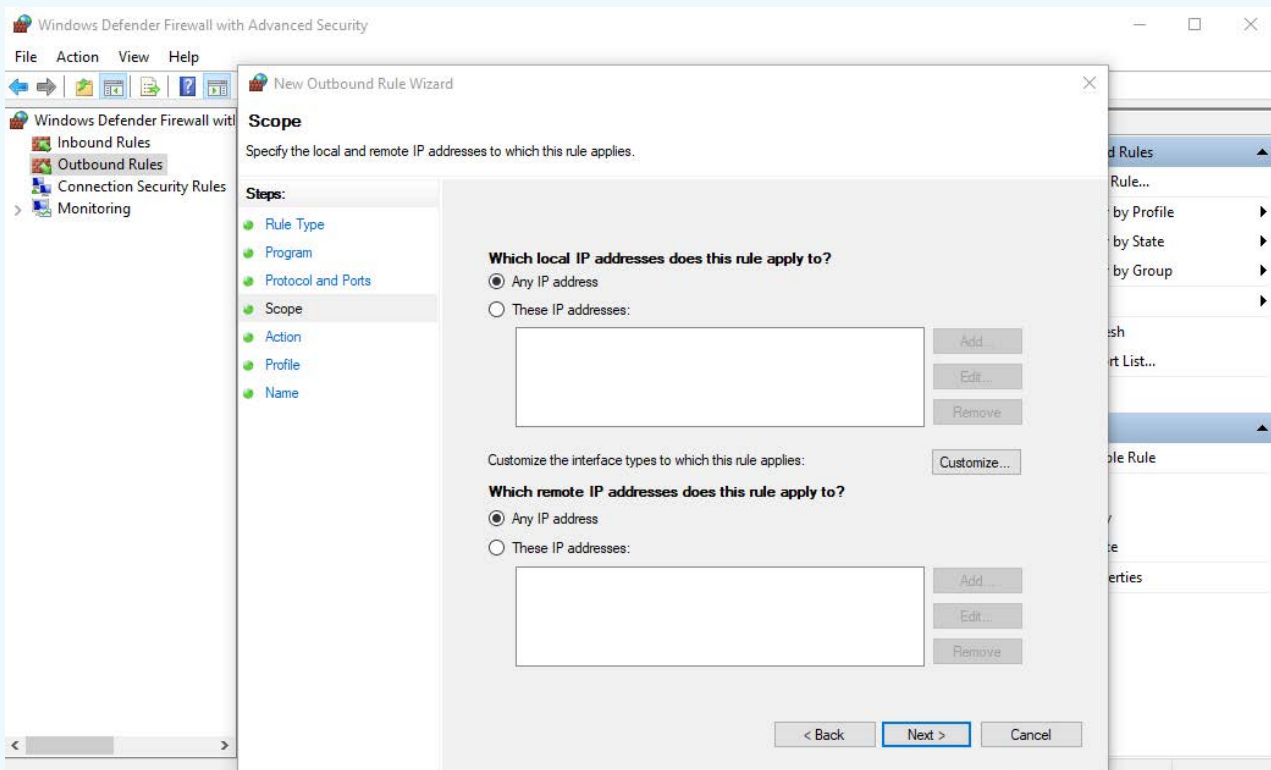 Windows Defender Firewall with Advanced Security
File Action View Help
Windows Defender Firewall with
Inbound Rules
Outbound Rules
Connection Security Rules
Monitoring
New Outbound Rule Wizard
Scope
Specify the local and remote IP addresses to which this rule applies.
Steps:
Rule Type
Program
Protocol and Ports
Scope
Action
Profile
Name
Which local IP addresses does this rule apply to?
Any IP address
These IP addresses:
Add...
Edit...
Remove
Customize the interface types to which this rule applies:
Customize...
Which remote IP addresses does this rule apply to?
Any IP address
These IP addresses:
Add...
Edit...
Remove
< Back
Next >
Cancel
d Rules
Rule...
by Profile
by State
by Group
esh
rt List...
ble Rule
te
erties